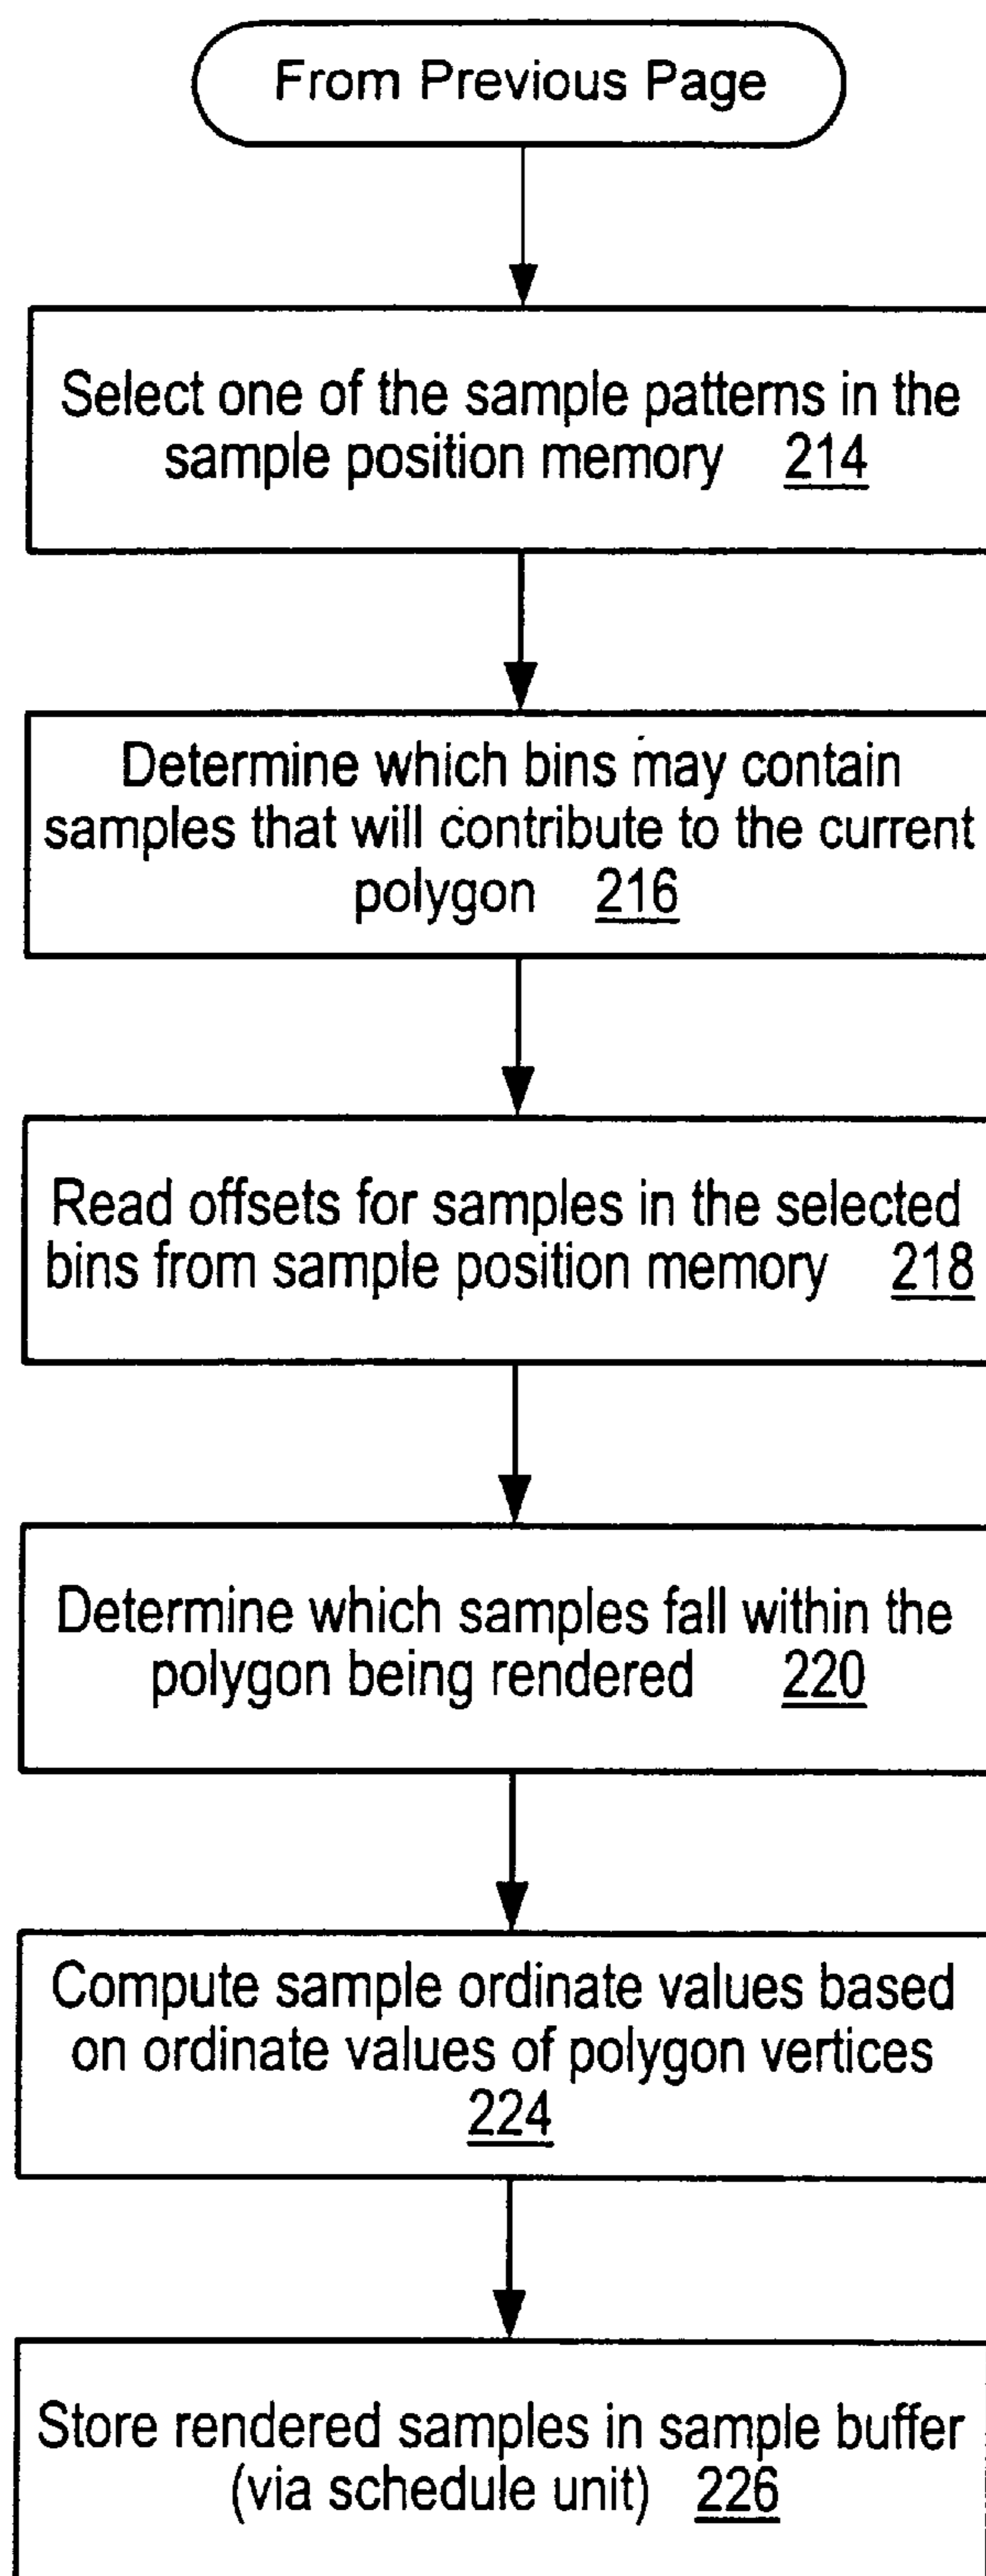 From Previous Page
Select one of the sample patterns in the
sample position memory 214
Determine which bins may contain
samples that will contribute to the current
polygon 216
Read offsets for samples in the selected
bins from sample position memory 218
Determine which samples fall within the
polygon being rendered 220
Compute sample ordinate values based
on ordinate values of polygon vertices
224
Store rendered samples in sample buffer
(via schedule unit) 226